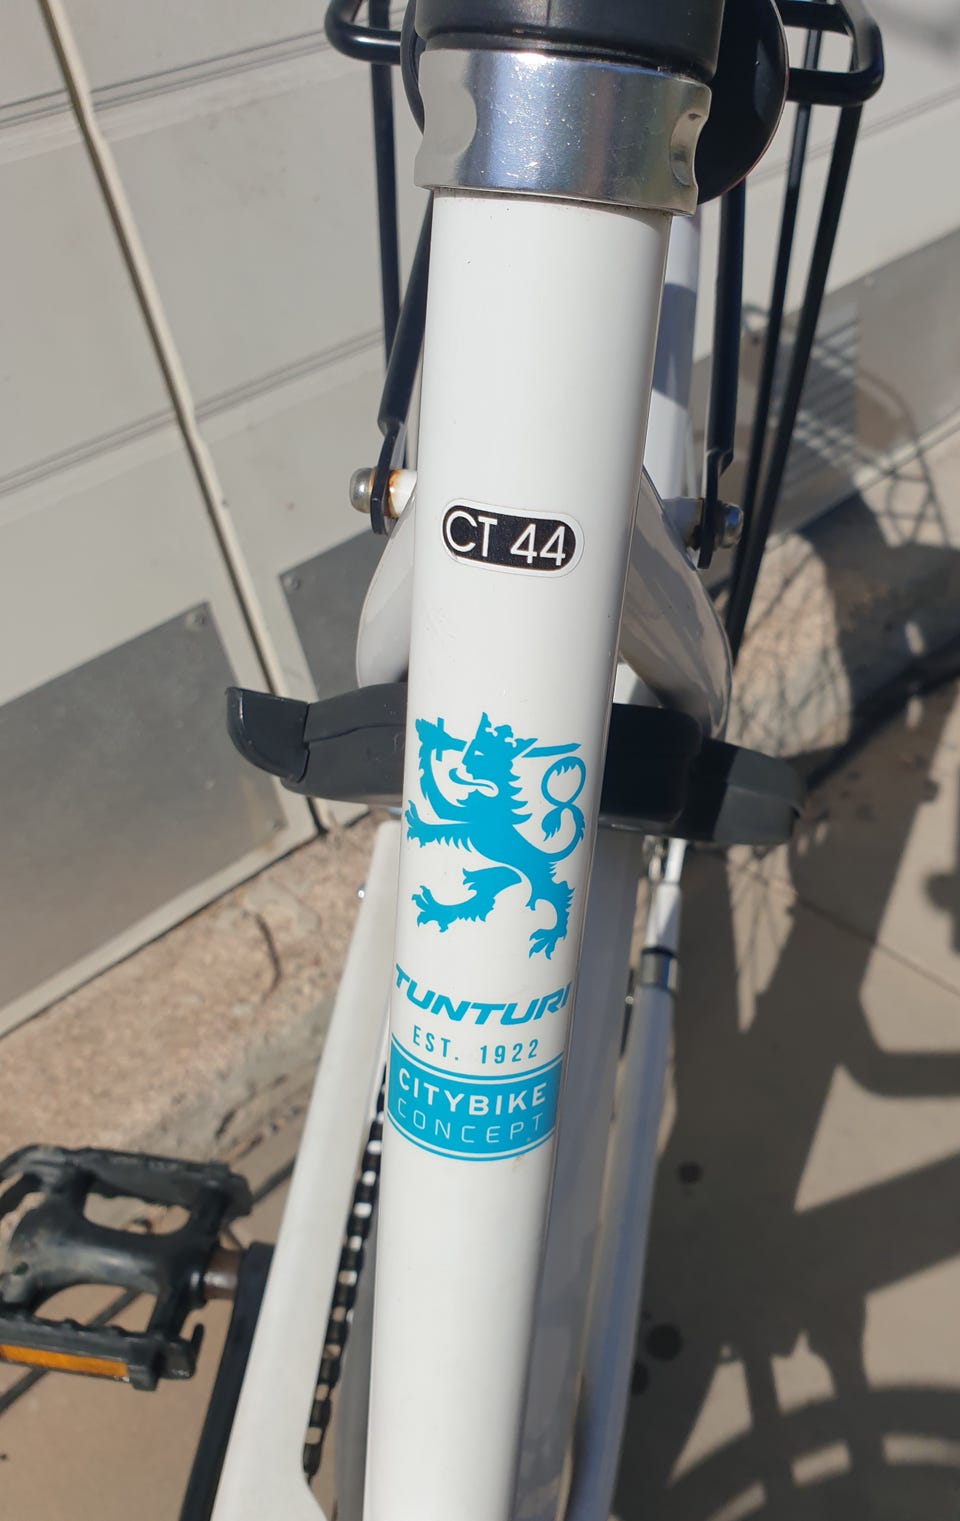 CT 44
TUNTURI
EST. 1922
CITYBIKE
CONCEPT